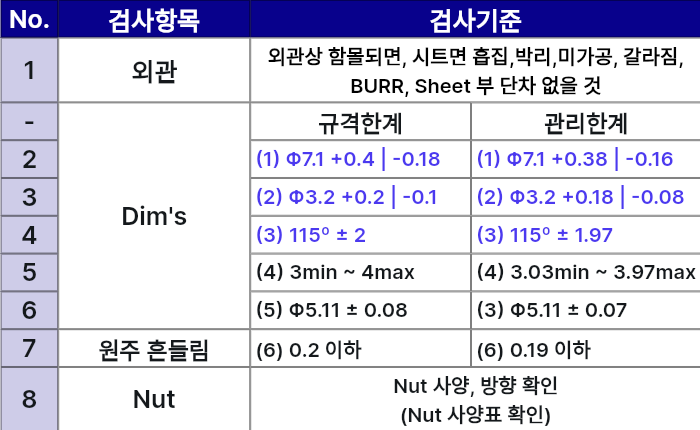 No. 검사항목 검사기준
1 외관 외관상 함몰되면, 시트면 흡집,박리,미가공, 갈라짐,
BURR, Sheet 부 단차 없을 것
- Dim's 규격한계 관리한계
2 (1) Φ7.1 +0.4 | -0.18 (1) Φ7.1 +0.38 | -0.16
3 (2) Φ3.2 +0.2 | -0.1 (2) Φ3.2 +0.18 | -0.08
4 (3) 115º ± 2 (3) 115º ± 1.97
5 (4) 3min ~ 4max (4) 3.03min ~ 3.97max
6 (5) Φ5.11 ± 0.08 (3) Φ5.11 ± 0.07
7 원주 흔들림 (6) 0.2 이하 (6) 0.19 이하
8 Nut Nut 사양, 방향 확인
(Nut 사양표 확인)